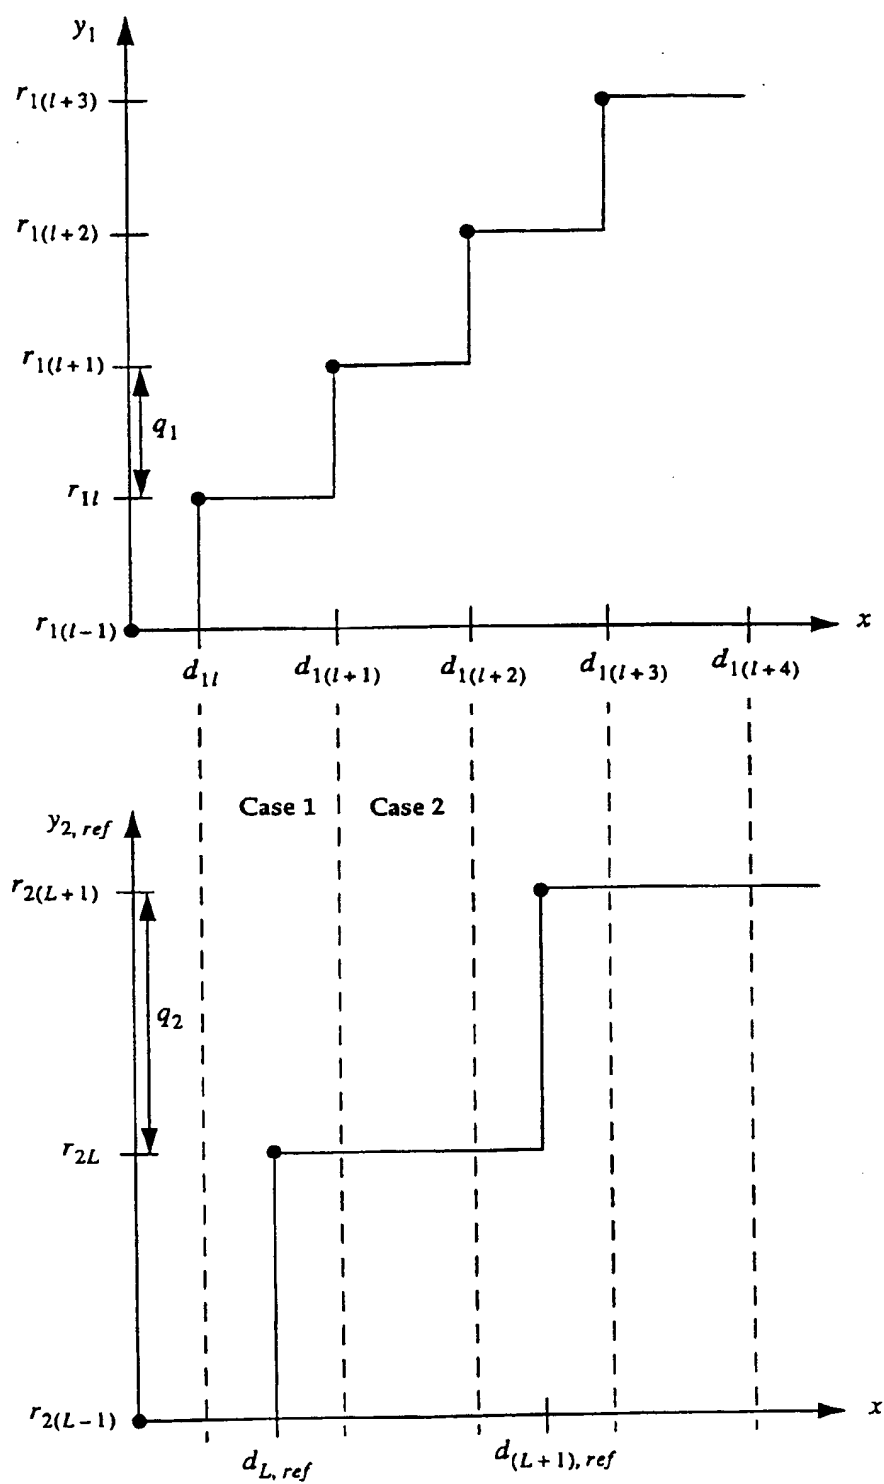 y1
r1(l+3)
r1(l+2)
r1(l+1)
q1
r1l
r1(l−1)
x
d1l d1(l+1) d1(l+2) d1(l+3) d1(l+4)
Case 1 Case 2
y2, ref
r2(L+1)
q2
r2L
r2(L−1)
x
dL, ref d(L+1), ref